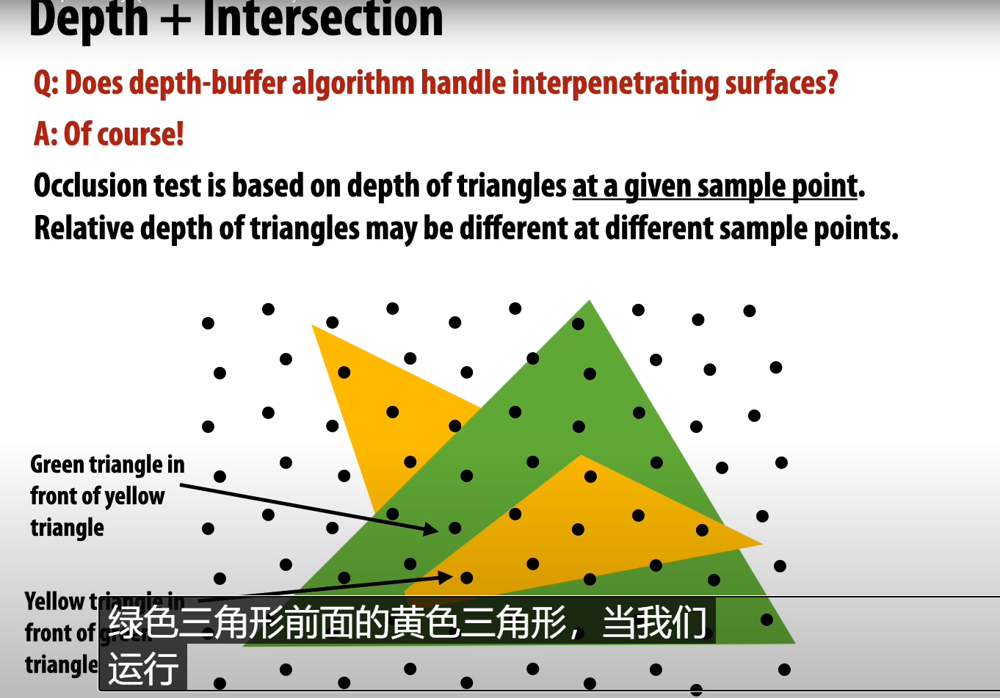 Depth + Intersection
Q: Does depth-buffer algorithm handle interpenetrating surfaces?
A: Of course!
Occlusion test is based on depth of triangles at a given sample point.
Relative depth of triangles may be different at different sample points.
Green triangle in
front of yellow
triangle
Yellow triangle in
front of green
triangle
绿色三角形前面的黄色三角形，当我们
运行